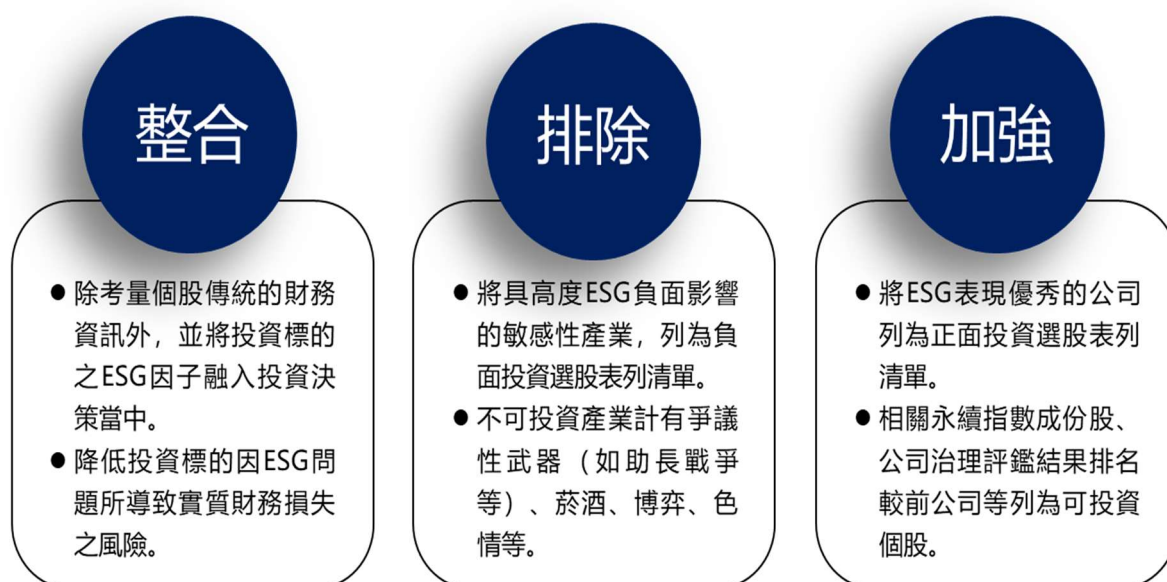 整合
● 除考量個股傳統的財務
資訊外，並將投資標的
之ESG因子融入投資決
策當中。
● 降低投資標的因ESG問
題所導致實質財務損失
之風險。
排除
● 將具高度ESG負面影響
的敏感性產業，列為負
面投資選股表列清單。
● 不可投資產業計有爭議
性武器（如助長戰爭
等）、菸酒、博弈、色
情等。
加強
● 將ESG表現優秀的公司
列為正面投資選股表列
清單。
● 相關永續指數成份股、
公司治理評鑑結果排名
較前公司等列為可投資
個股。